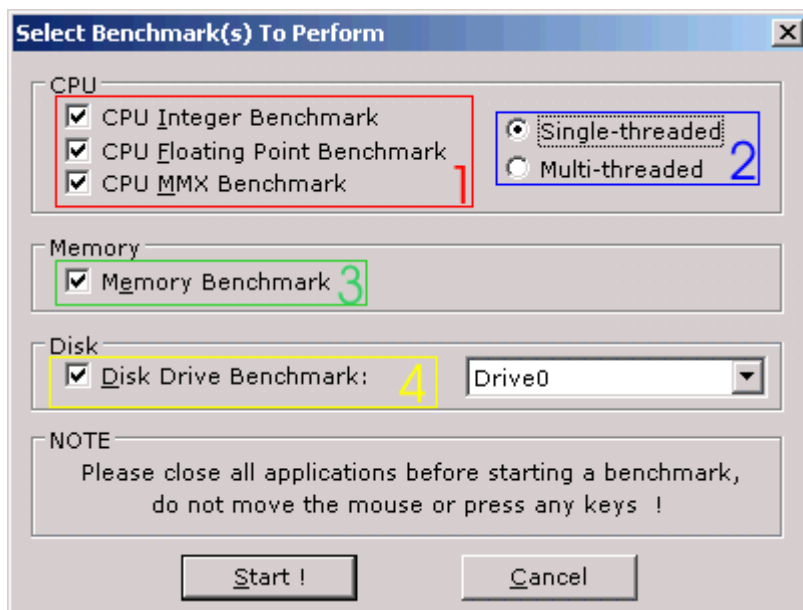 Select Benchmark(s) To Perform
CPU
CPU Integer Benchmark
CPU Floating Point Benchmark
CPU MMX Benchmark
1
Single-threaded
Multi-threaded
2
Memory
Memory Benchmark
3
Disk
Disk Drive Benchmark:
4
Drive0
NOTE
Please close all applications before starting a benchmark,
do not move the mouse or press any keys !
Start !
Cancel